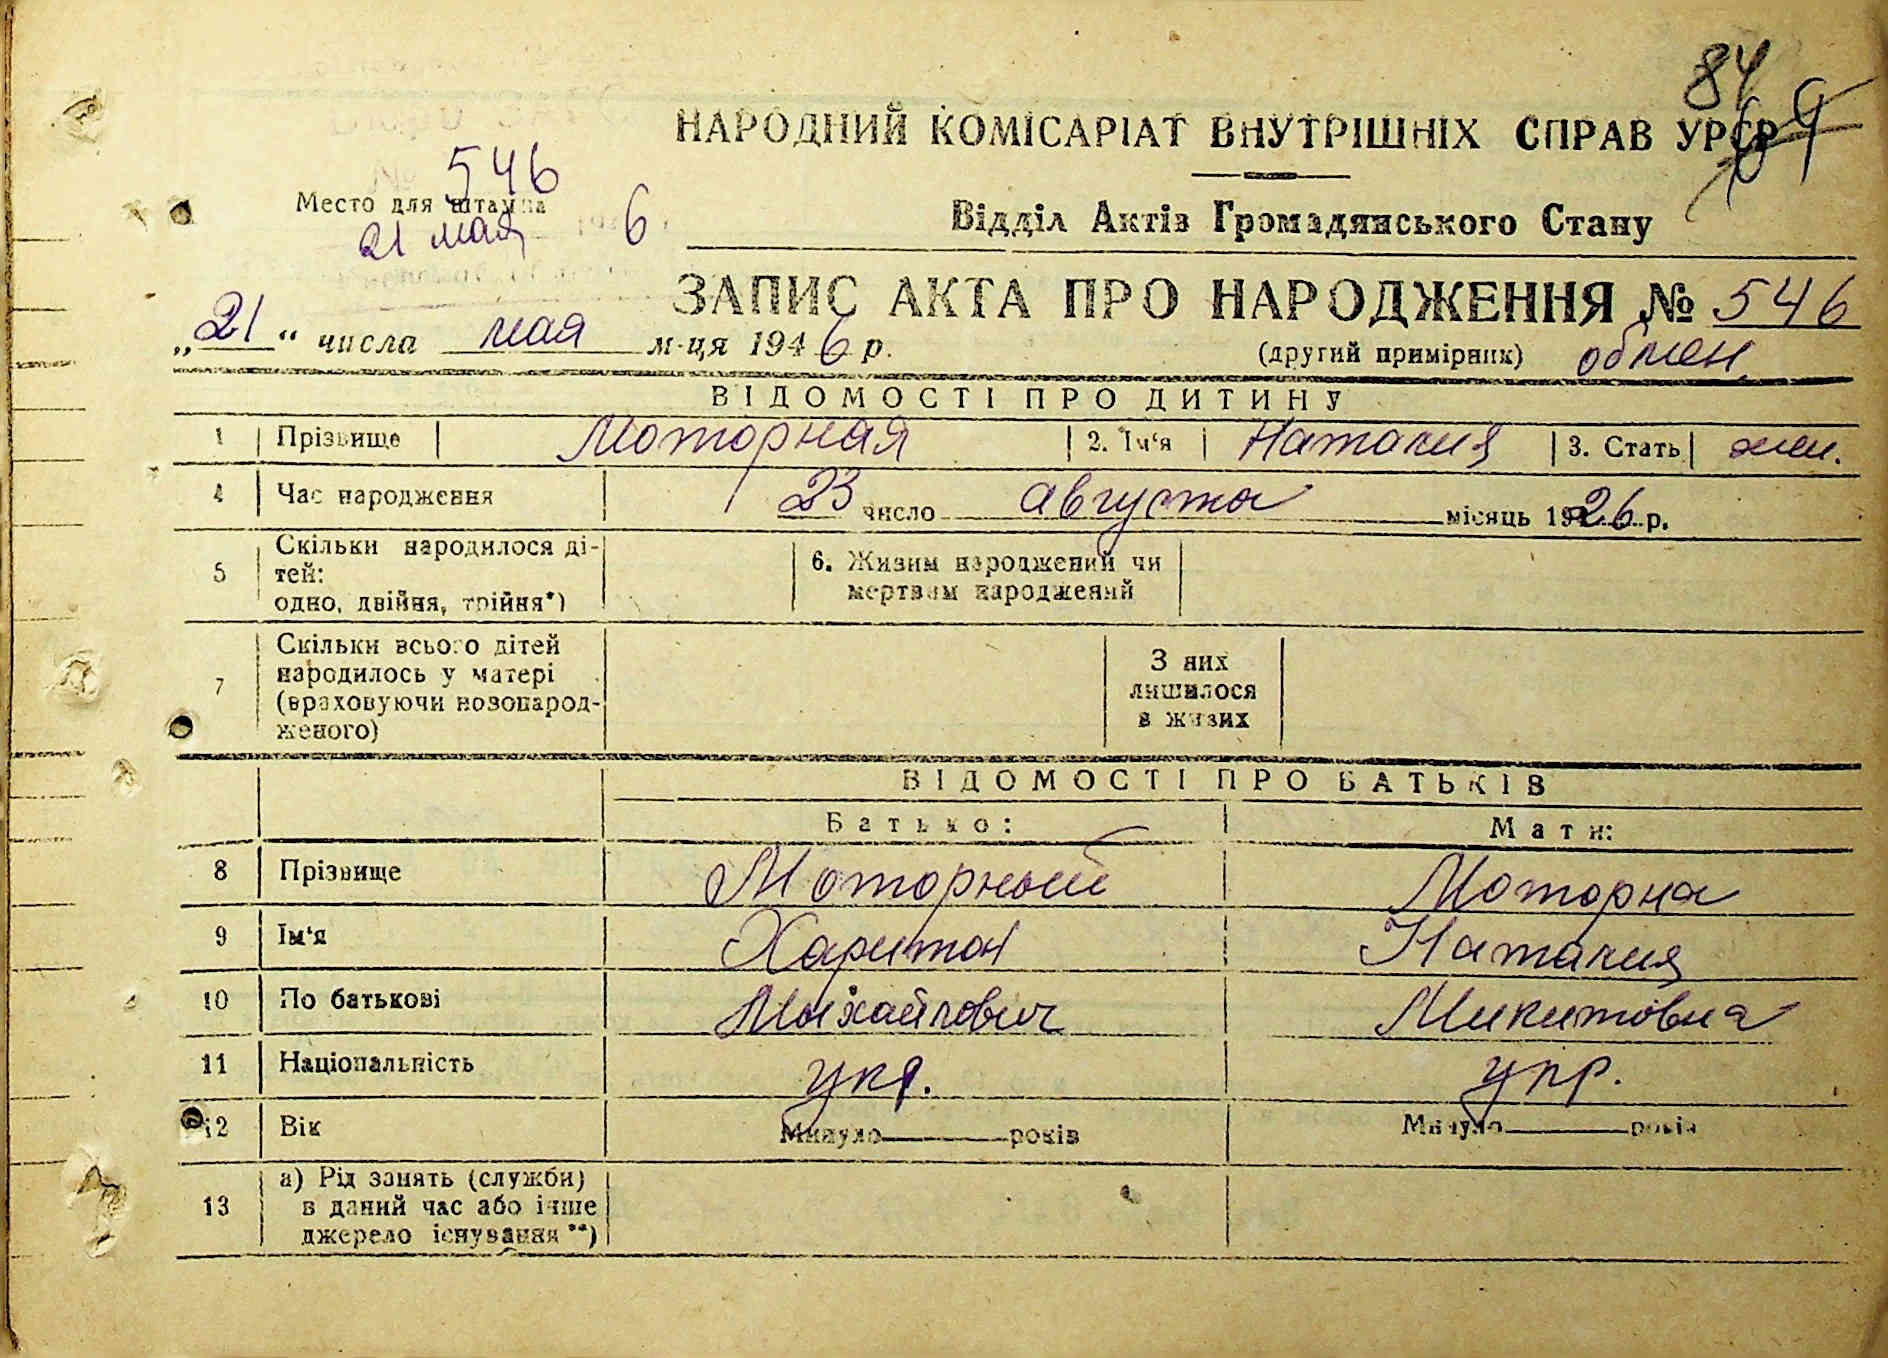 84
69
НАРОДНИЙ КОМІСАРІАТ ВНУТРІШНІХ СПРАВ УРСР
546
Место для штампа
21 мая 6
Відділ Актів Громадянського Стану
ЗАПИС АКТА ПРО НАРОДЖЕННЯ № 546
„21“ числа мая м-ця 1946 р.
(другий примірник) обмен
ВІДОМОСТІ ПРО ДИТИНУ
1 Прізвище Моторная 2. Ім‘я Наталия 3. Стать жен.
4 Час народження 23 число августа місяць 1926 р.
5 Скільки народилося дітей:
одно, двійня, трійня*)
6. Живим народжений чи
мертвим народжений
7 Скільки всього дітей
народилось у матері
(враховуючи новонарод-
женого)
З них
лишилося
в живих
ВІДОМОСТІ ПРО БАТЬКІВ
Батько: Мати:
8 Прізвище Моторный Моторна
9 Ім‘я Харитон Наталия
10 По батькові Михайлович Микитовна
11 Національність укр. укр.
12 Вік Минуло років Минуло років
13 а) Рід занять (служби)
в даний час або інше
джерело існування **)